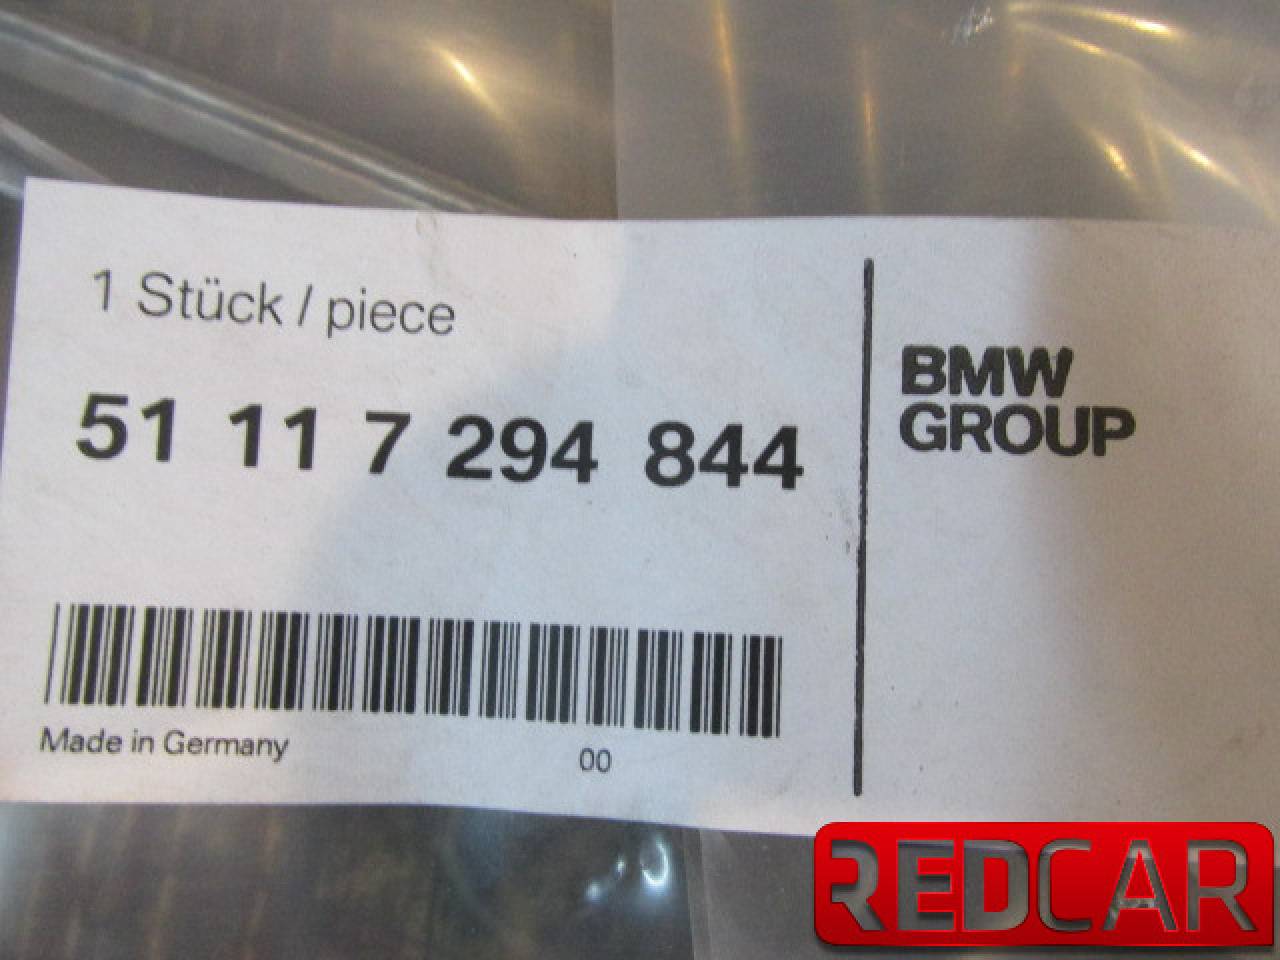 1 Stück / piece
51 11 7 294 844
BMW
GROUP
Made in Germany
00
REDCAR